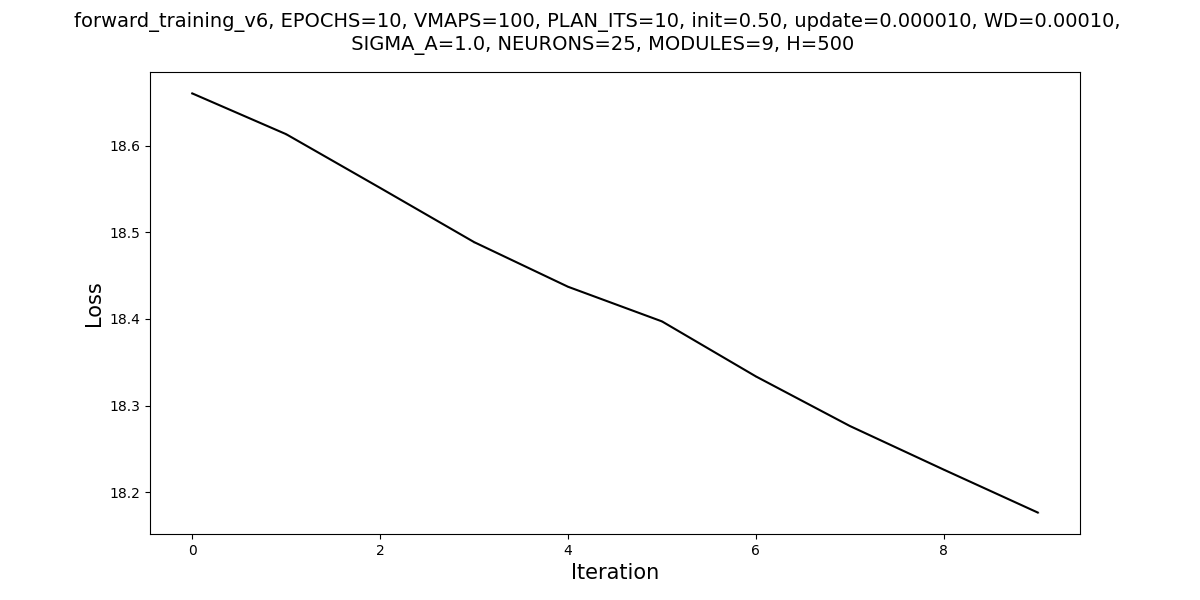 forward_training_v6, EPOCHS=10, VMAPS=100, PLAN_ITS=10, init=0.50, update=0.000010, WD=0.00010,
SIGMA_A=1.0, NEURONS=25, MODULES=9, H=500
18.6
18.5
18.4
18.3
18.2
Loss
0 2 4 6 8
Iteration